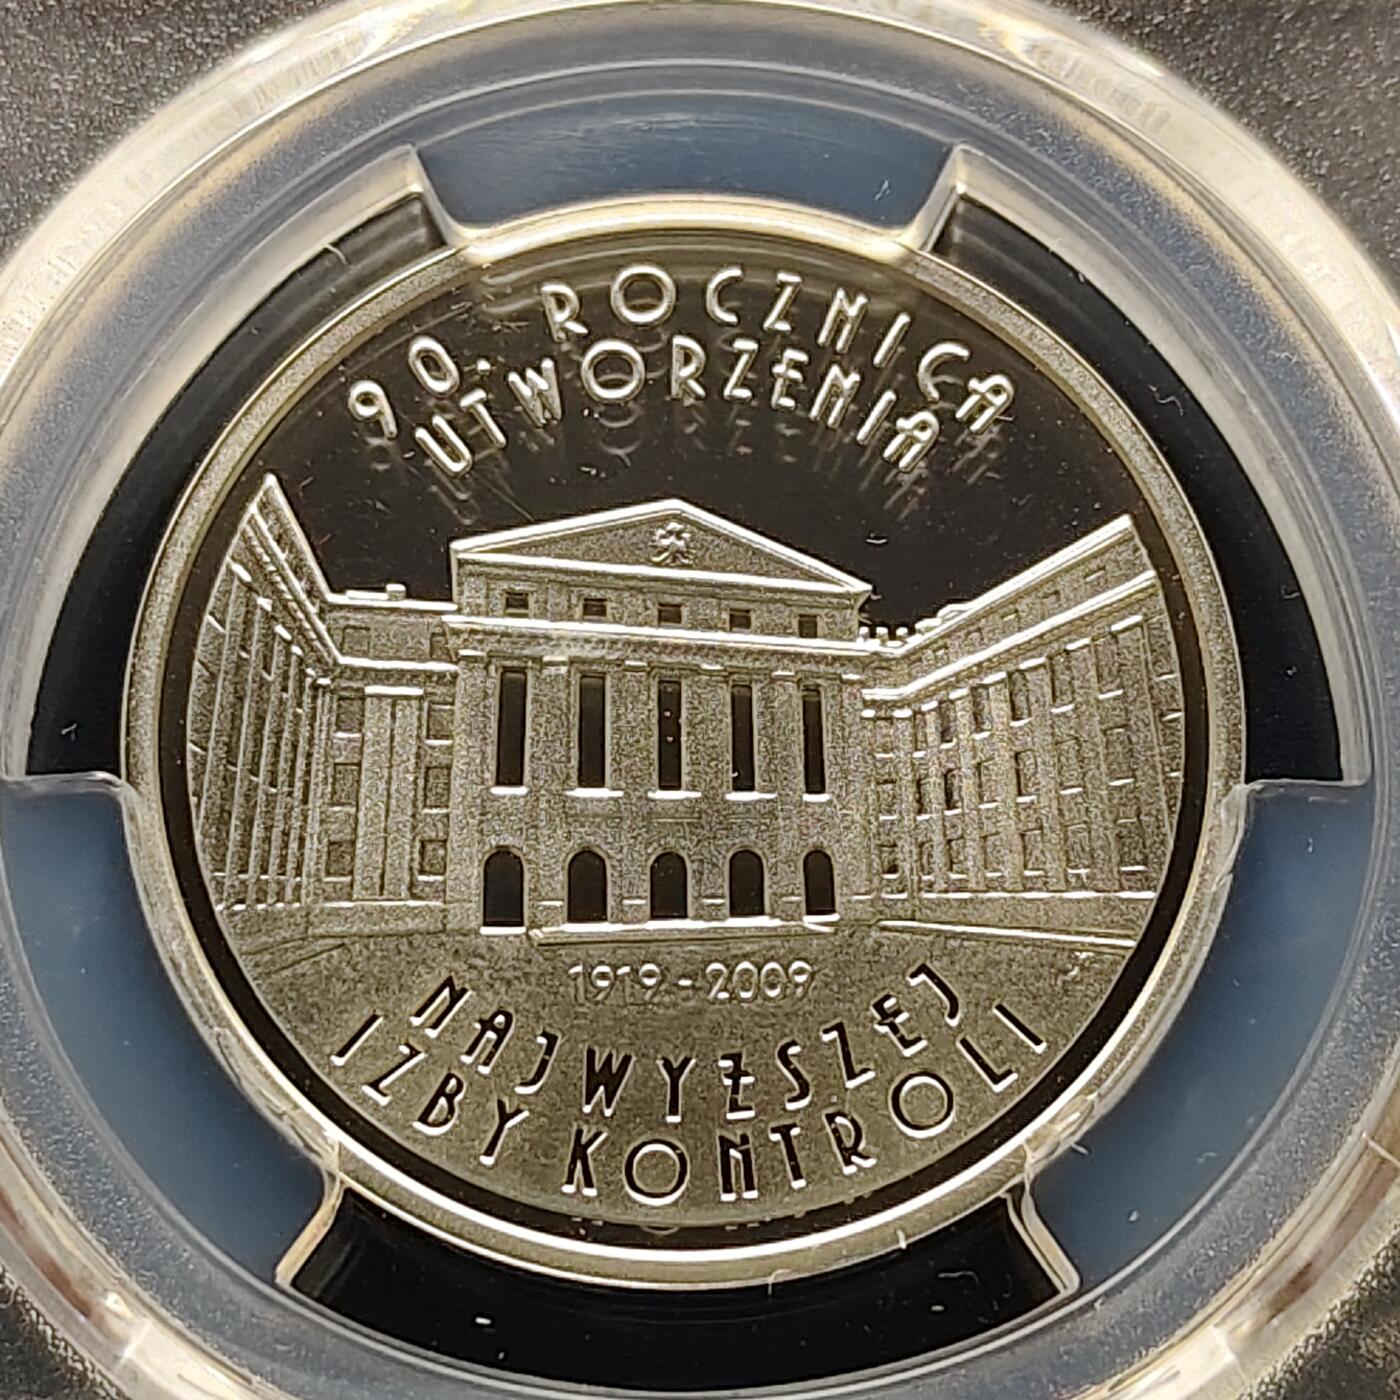 90. ROCZNICA
UTWORZENIA
1919-2009
NAJWYŻSZEJ
IZBY KONTROLI